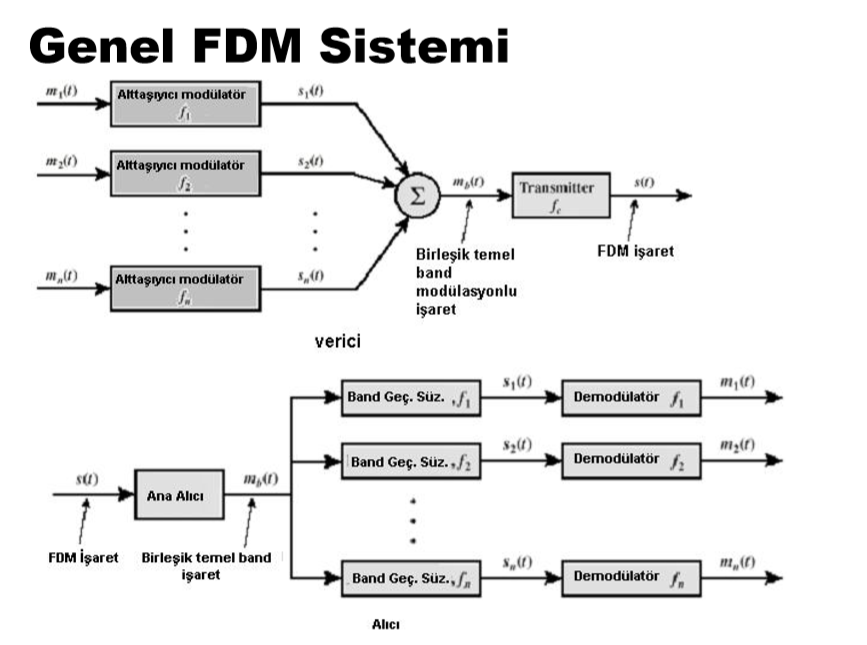 Genel FDM Sistemi
m₁(t)
Alttaşıyıcı modülatör
f₁
s₁(t)
m₂(t)
Alttaşıyıcı modülatör
f₂
s₂(t)
Σ
m_b(t)
Transmitter
f_c
s(t)
Birleşik temel
band
modülasyonlu
işaret
FDM işaret
mₙ(t)
Alttaşıyıcı modülatör
fₙ
sₙ(t)
verici
Band Geç. Süz. ,f₁
s₁(t)
Demodülatör f₁
m₁(t)
Band Geç. Süz.,f₂
s₂(t)
Demodülatör f₂
m₂(t)
s(t)
Ana Alıcı
m_b(t)
FDM İşaret
Birleşik temel band
işaret
Band Geç. Süz.,fₙ
sₙ(t)
Demodülatör fₙ
mₙ(t)
Alıcı